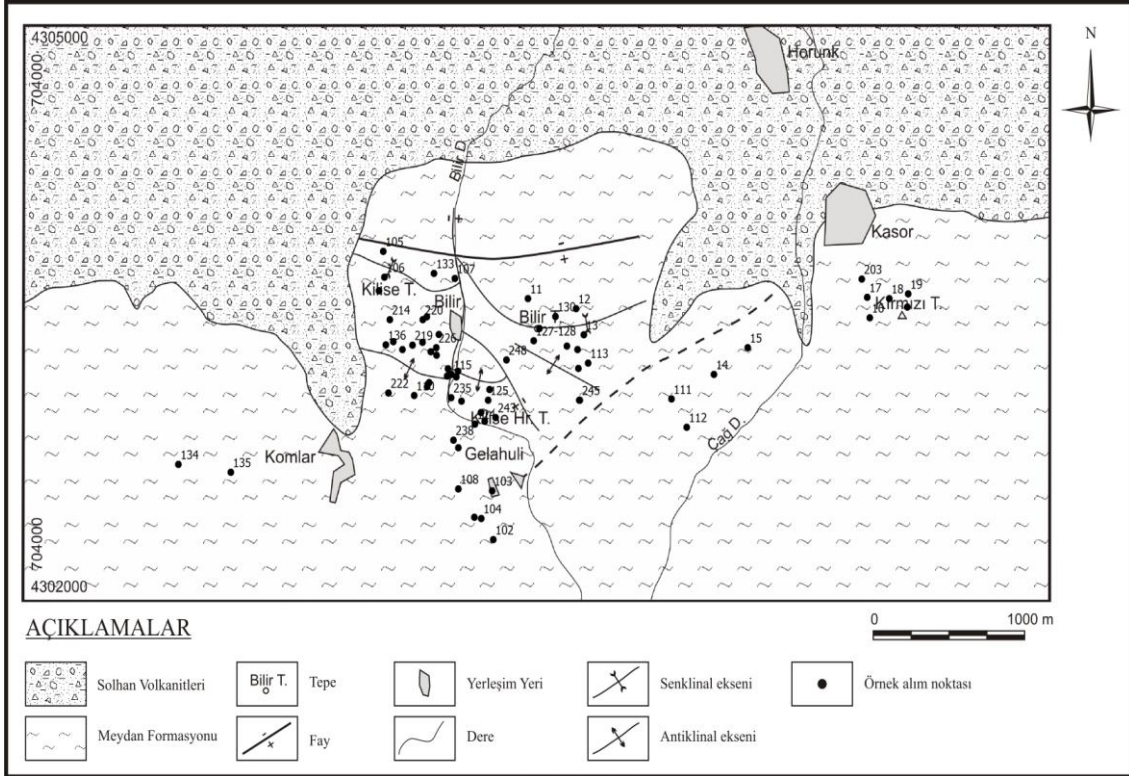 4305000
704000
N
Horunk
Bilir D.
Kasor
105
106
133
107
Kilise T.
203
17
18
19
Kırmızı T.
11
130
12
Bilir
Bilir
214
220
13
127-128
136
219
226
248
113
15
14
222
115
235
125
245
111
243
112
Kilise Hr. T.
Çağ D.
238
Gelahuli
Komlar
134
135
108
103
104
102
704000
4302000
0 1000 m
AÇIKLAMALAR
Solhan Volkanitleri
Bilir T.
Tepe
Yerleşim Yeri
Senklinal ekseni
Örnek alım noktası
Meydan Formasyonu
Fay
Dere
Antiklinal ekseni